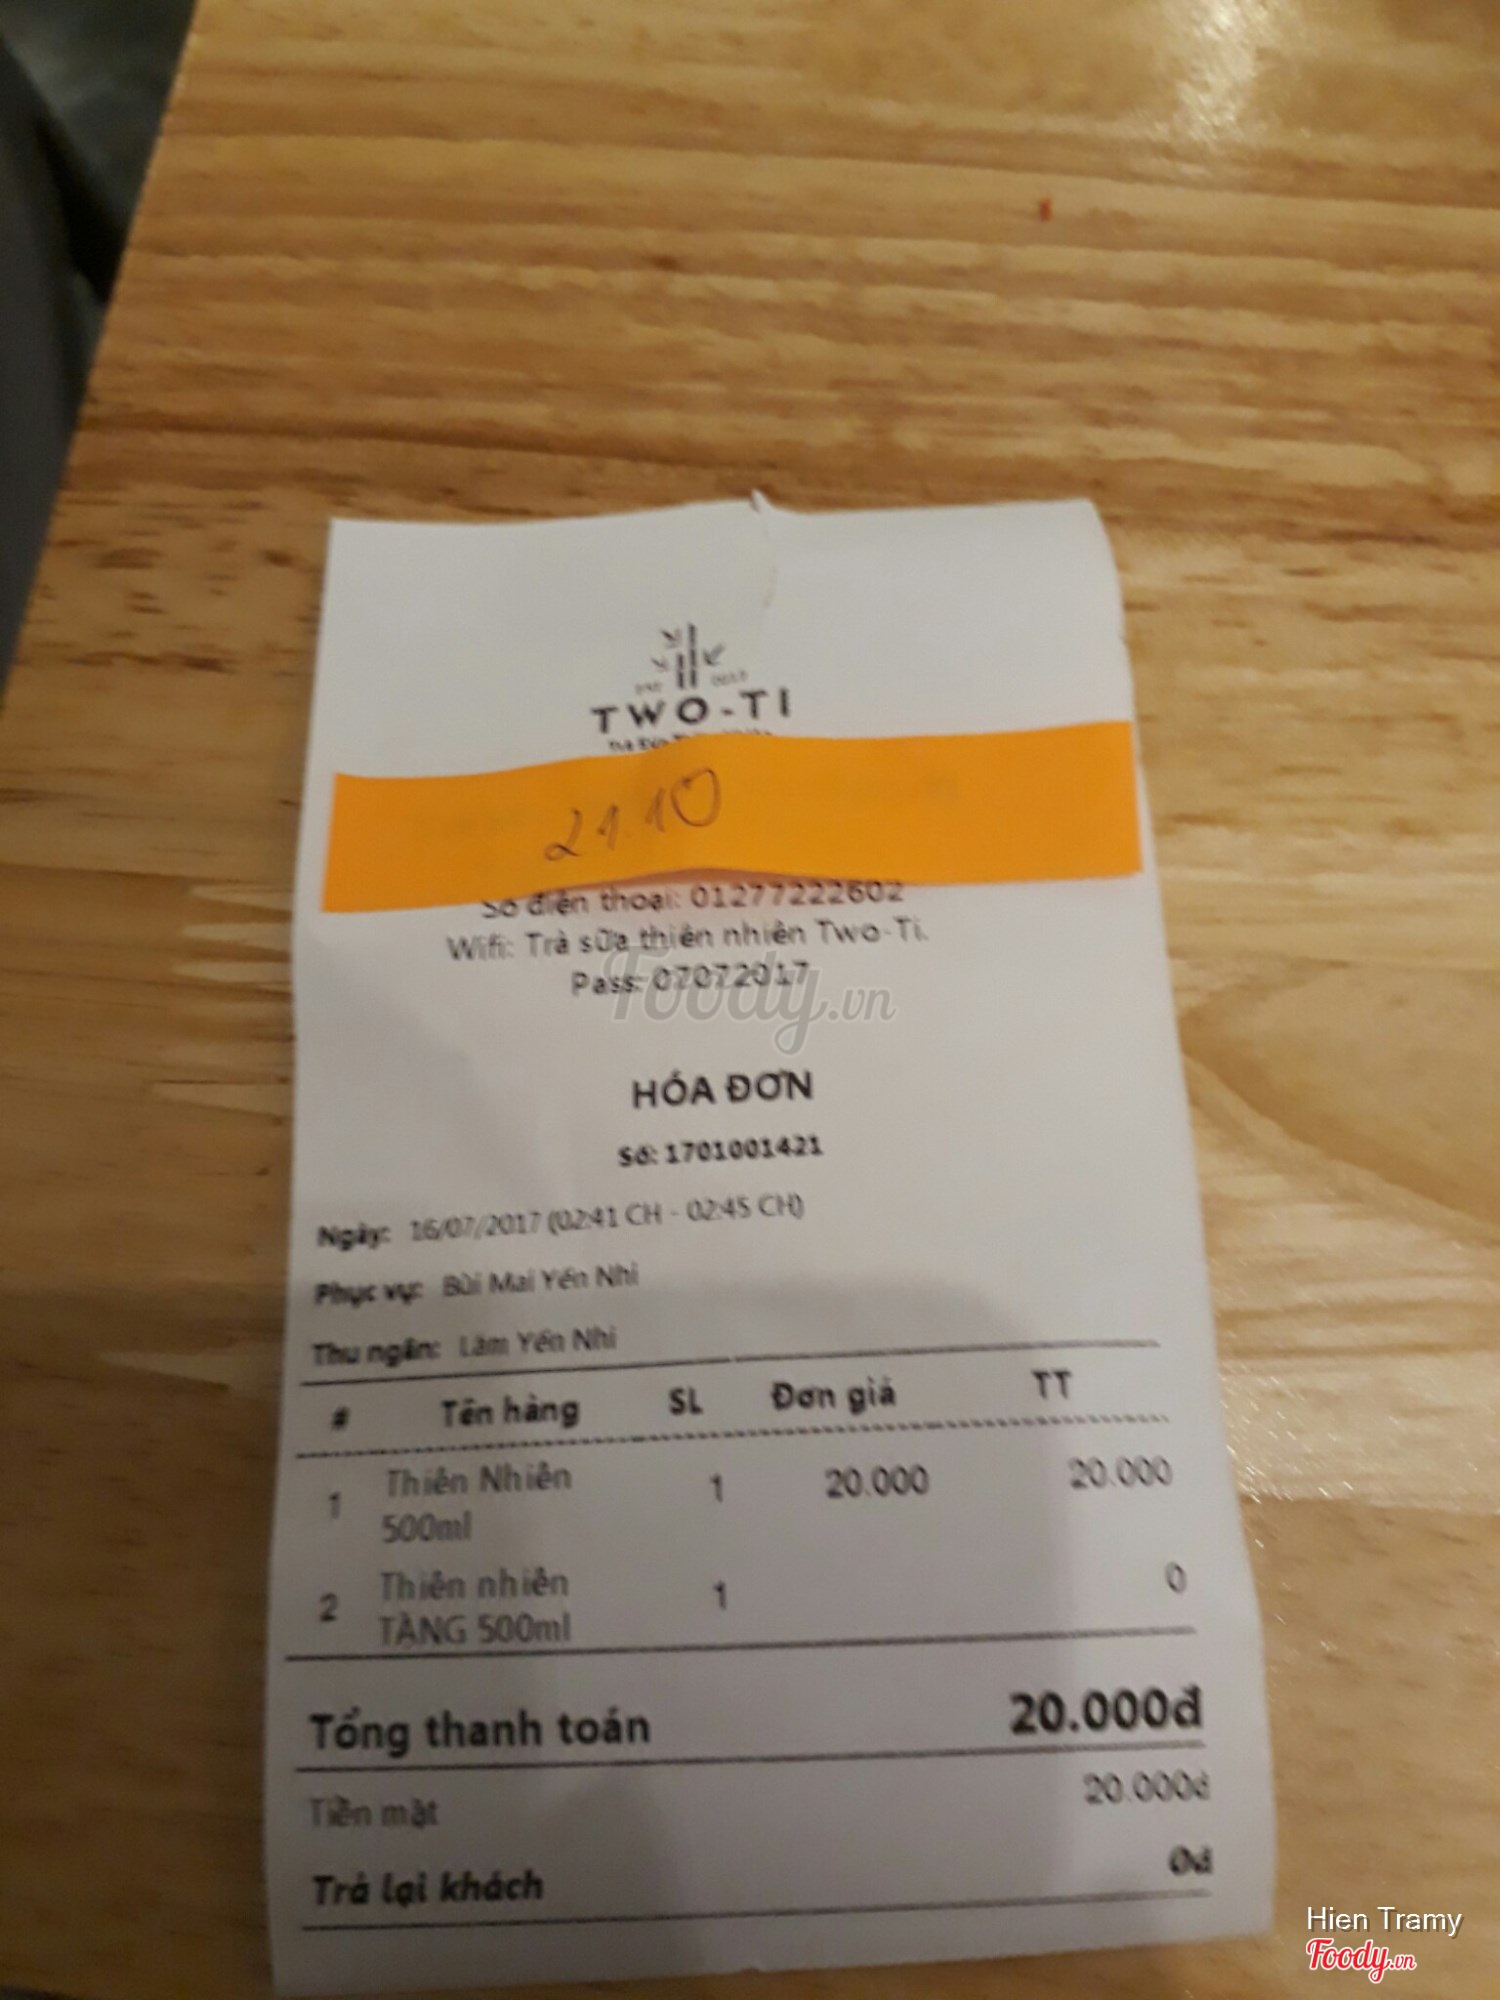 TWO-TI
21.10
Số điện thoại: 01277222602
Wifi: Trà sữa thiên nhiên Two-Ti.
Pass: 07072017
Foody.vn
HÓA ĐƠN
Số: 1701001421
Ngày: 16/07/2017 (02:41 CH - 02:45 CH)
Phục vụ: Bùi Mai Yến Nhi
Thu ngân: Lâm Yến Nhi
# Tên hàng SL Đơn giá TT
1 Thiên Nhiên 1 20.000 20.000
500ml
2 Thiên nhiên 1 0
TẶNG 500ml
Tổng thanh toán 20.000đ
Tiền mặt 20.000đ
Trả lại khách 0đ
Hien Tramy
Foody.vn